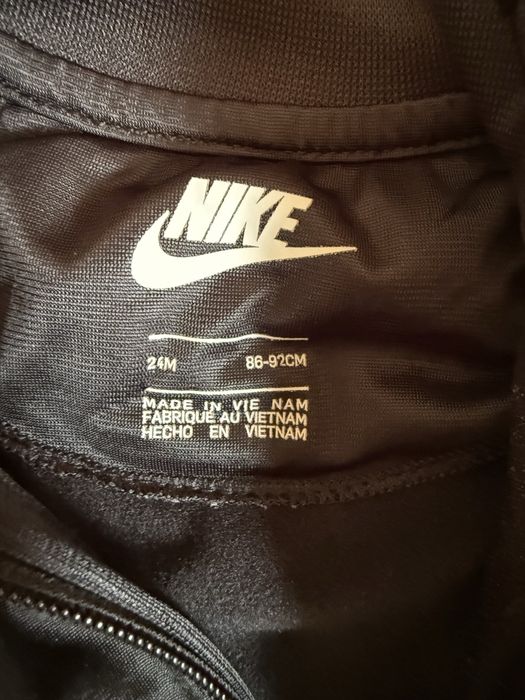 NIKE
24M 86-92CM
MADE IN VIE NAM
FABRIQUE AU VIETNAM
HECHO EN VIETNAM